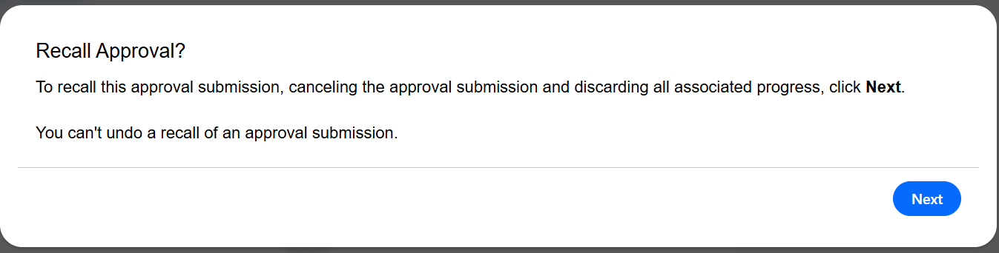 Recall Approval?
To recall this approval submission, canceling the approval submission and discarding all associated progress, click Next.
You can't undo a recall of an approval submission.
Next